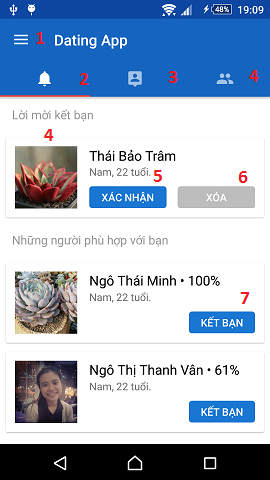 48% 19:09
1 Dating App
2 3 4
Lời mời kết bạn
4
Thái Bảo Trâm
Nam, 22 tuổi.
5 6
XÁC NHẬN XÓA
Những người phù hợp với bạn
Ngô Thái Minh • 100%
Nam, 22 tuổi.
7
KẾT BẠN
Ngô Thị Thanh Vân • 61%
Nam, 22 tuổi.
KẾT BẠN